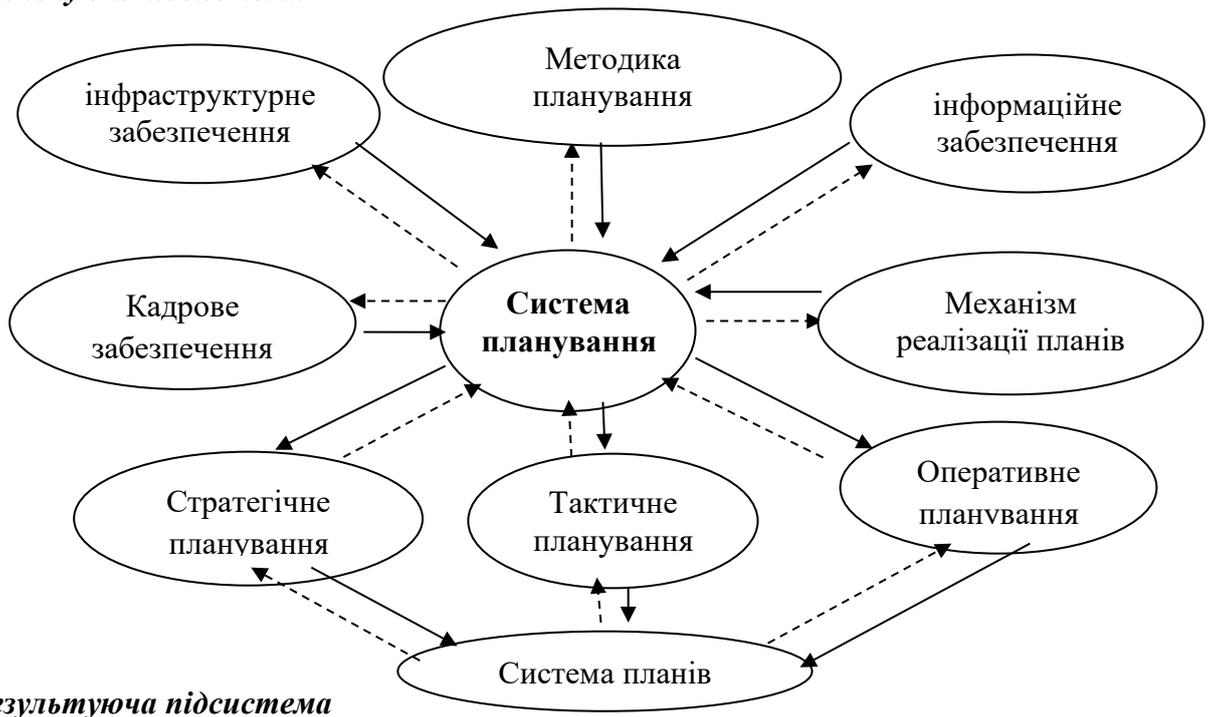 Методика
планування
інфраструктурне
забезпечення
інформаційне
забезпечення
Система
планування
Кадрове
забезпечення
Механізм
реалізації планів
Стратегічне
планування
Тактичне
планування
Оперативне
планування
Система планів
підсистема